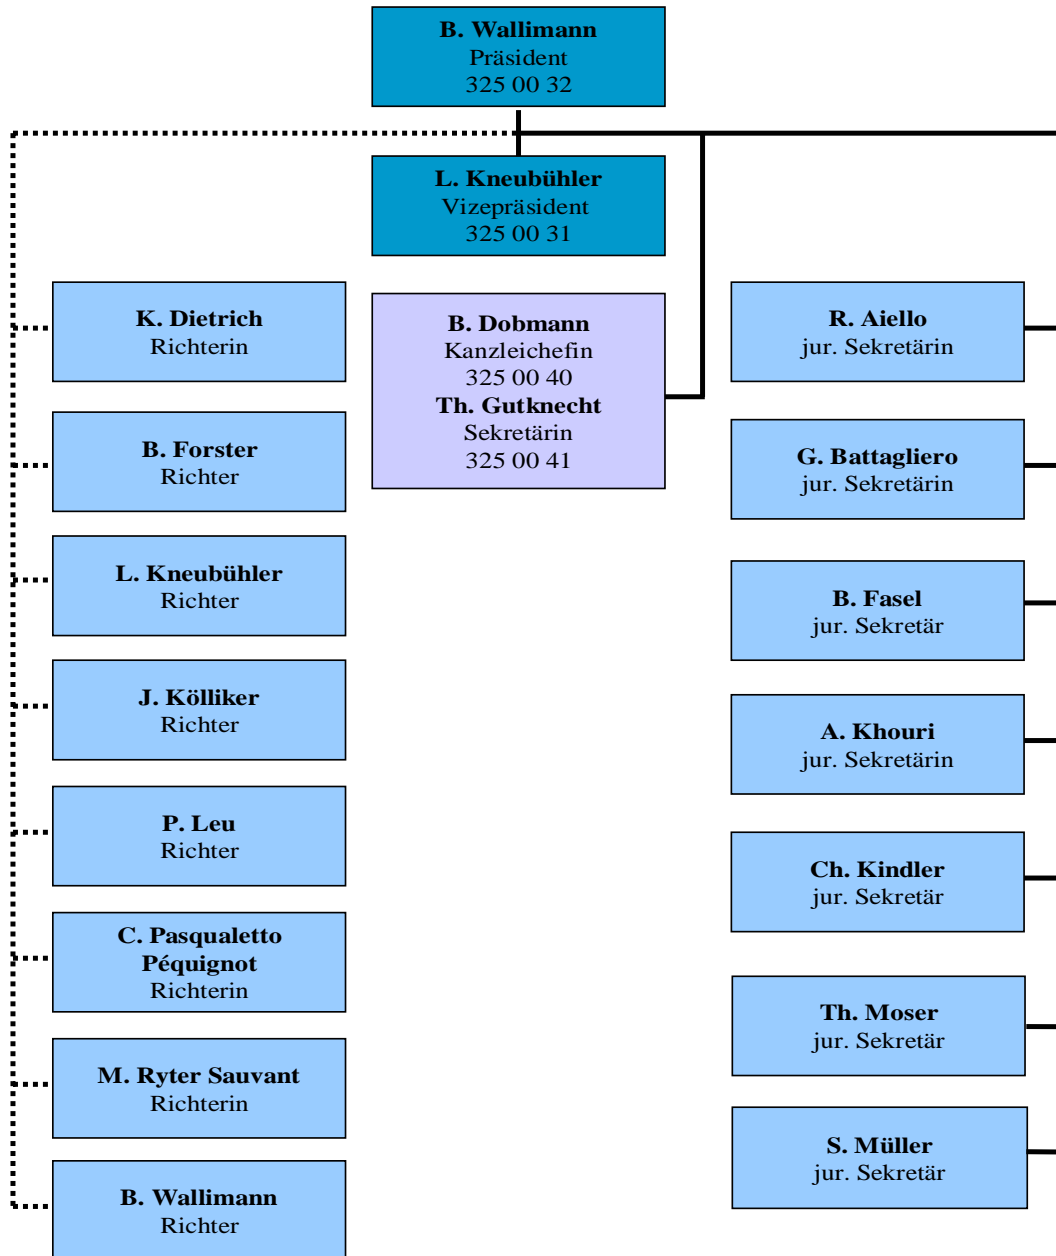 B. Wallimann
Präsident
325 00 32
L. Kneubühler
Vizepräsident
325 00 31
K. Dietrich
Richterin
B. Forster
Richter
L. Kneubühler
Richter
J. Kölliker
Richter
P. Leu
Richter
C. Pasqualetto
Péquignot
Richterin
M. Ryter Sauvant
Richterin
B. Wallimann
Richter
B. Dobmann
Kanzleichefin
325 00 40
Th. Gutknecht
Sekretärin
325 00 41
R. Aiello
jur. Sekretärin
G. Battagliero
jur. Sekretärin
B. Fasel
jur. Sekretär
A. Khouri
jur. Sekretärin
Ch. Kindler
jur. Sekretär
Th. Moser
jur. Sekretär
S. Müller
jur. Sekretär